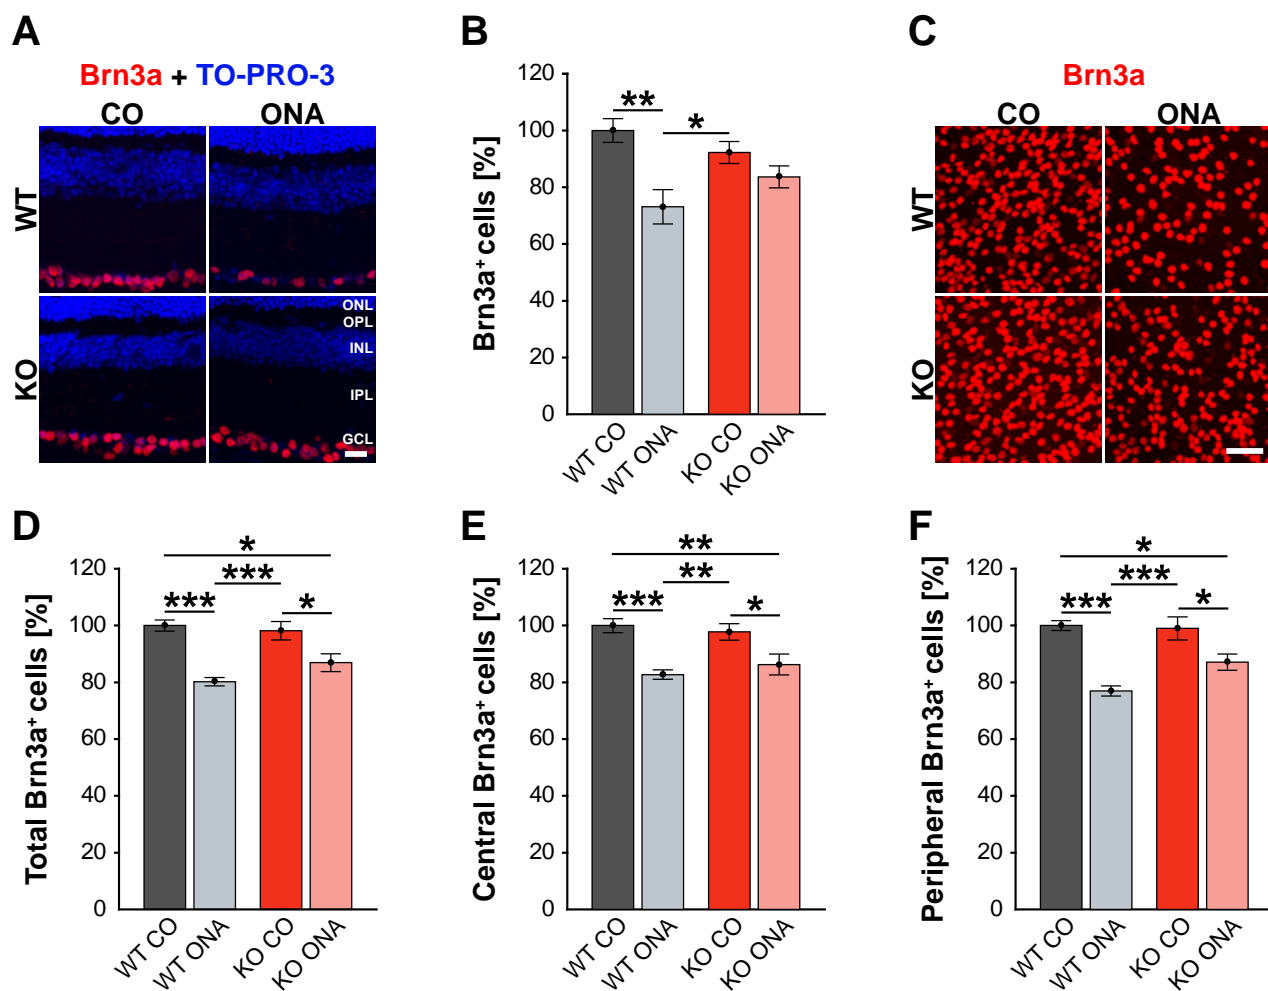 A
Brn3a + TO-PRO-3
CO ONA
WT
KO
ONL
OPL
INL
IPL
GCL
B
Brn3a⁺ cells [%]
120
100
80
60
40
20
0
** *
WT CO WT ONA KO CO KO ONA
C
Brn3a
CO ONA
WT
KO
D
Total Brn3a⁺ cells [%]
120
100
80
60
40
20
0
*
***
*** *
WT CO WT ONA KO CO KO ONA
E
Central Brn3a⁺ cells [%]
120
100
80
60
40
20
0
**
**
*** *
WT CO WT ONA KO CO KO ONA
F
Peripheral Brn3a⁺ cells [%]
120
100
80
60
40
20
0
*
***
*** *
WT CO WT ONA KO CO KO ONA